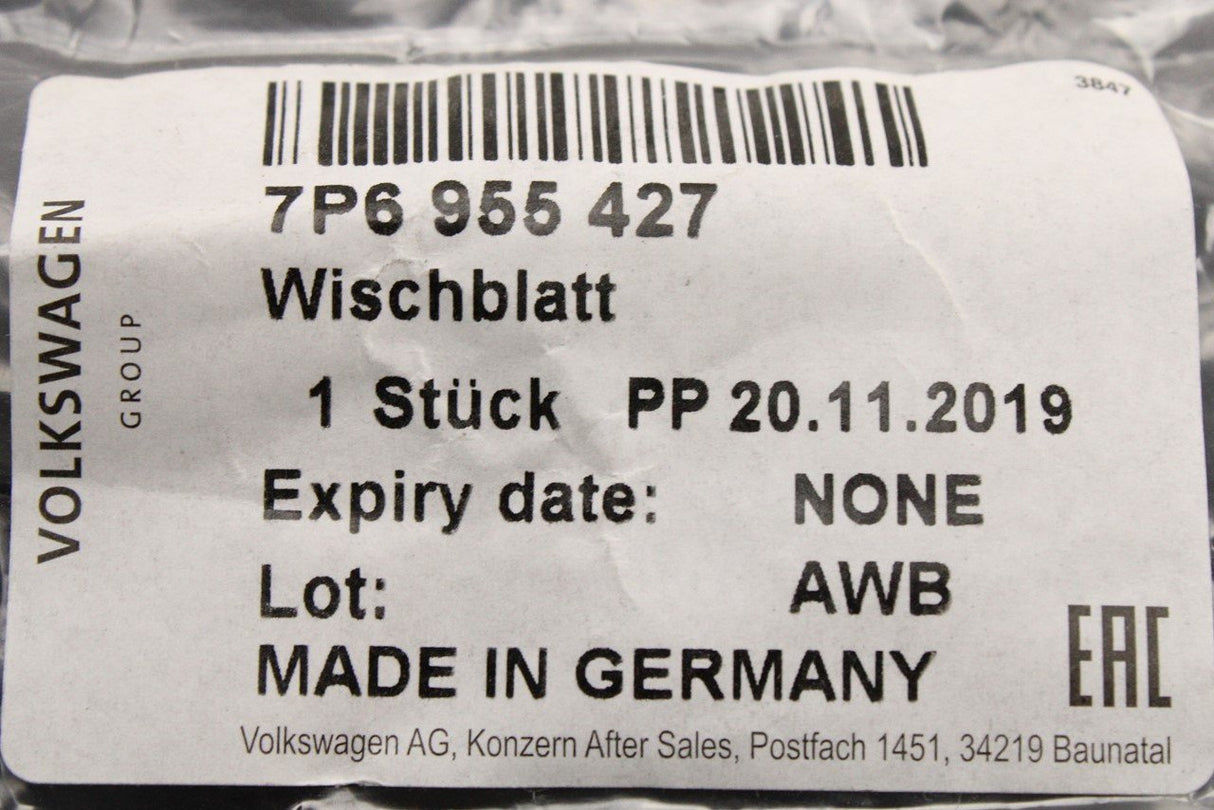 3847
7P6 955 427
Wischblatt
1 Stück PP 20.11.2019
Expiry date: NONE
Lot: AWB
MADE IN GERMANY
EAC
Volkswagen AG, Konzern After Sales, Postfach 1451, 34219 Baunatal
VOLKSWAGEN
GROUP